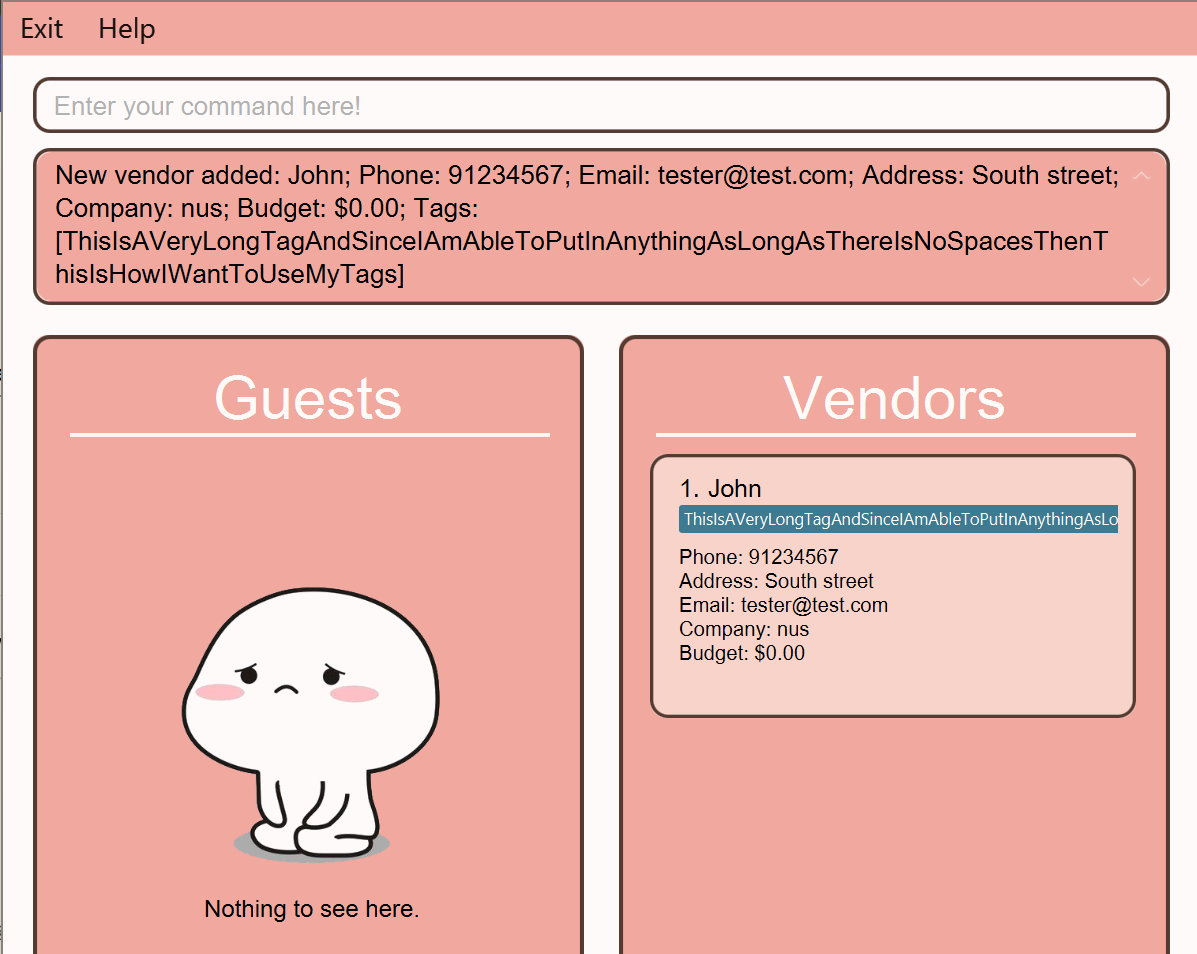 Exit Help
Enter your command here!
New vendor added: John; Phone: 91234567; Email: tester@test.com; Address: South street;
Company: nus; Budget: $0.00; Tags:
[ThisIsAVeryLongTagAndSinceIAmAbleToPutInAnythingAsLongAsThereIsNoSpacesThenT
hisIsHowIWantToUseMyTags]
Guests
Nothing to see here.
Vendors
1. John
ThisIsAVeryLongTagAndSinceIAmAbleToPutInAnythingAsLo
Phone: 91234567
Address: South street
Email: tester@test.com
Company: nus
Budget: $0.00